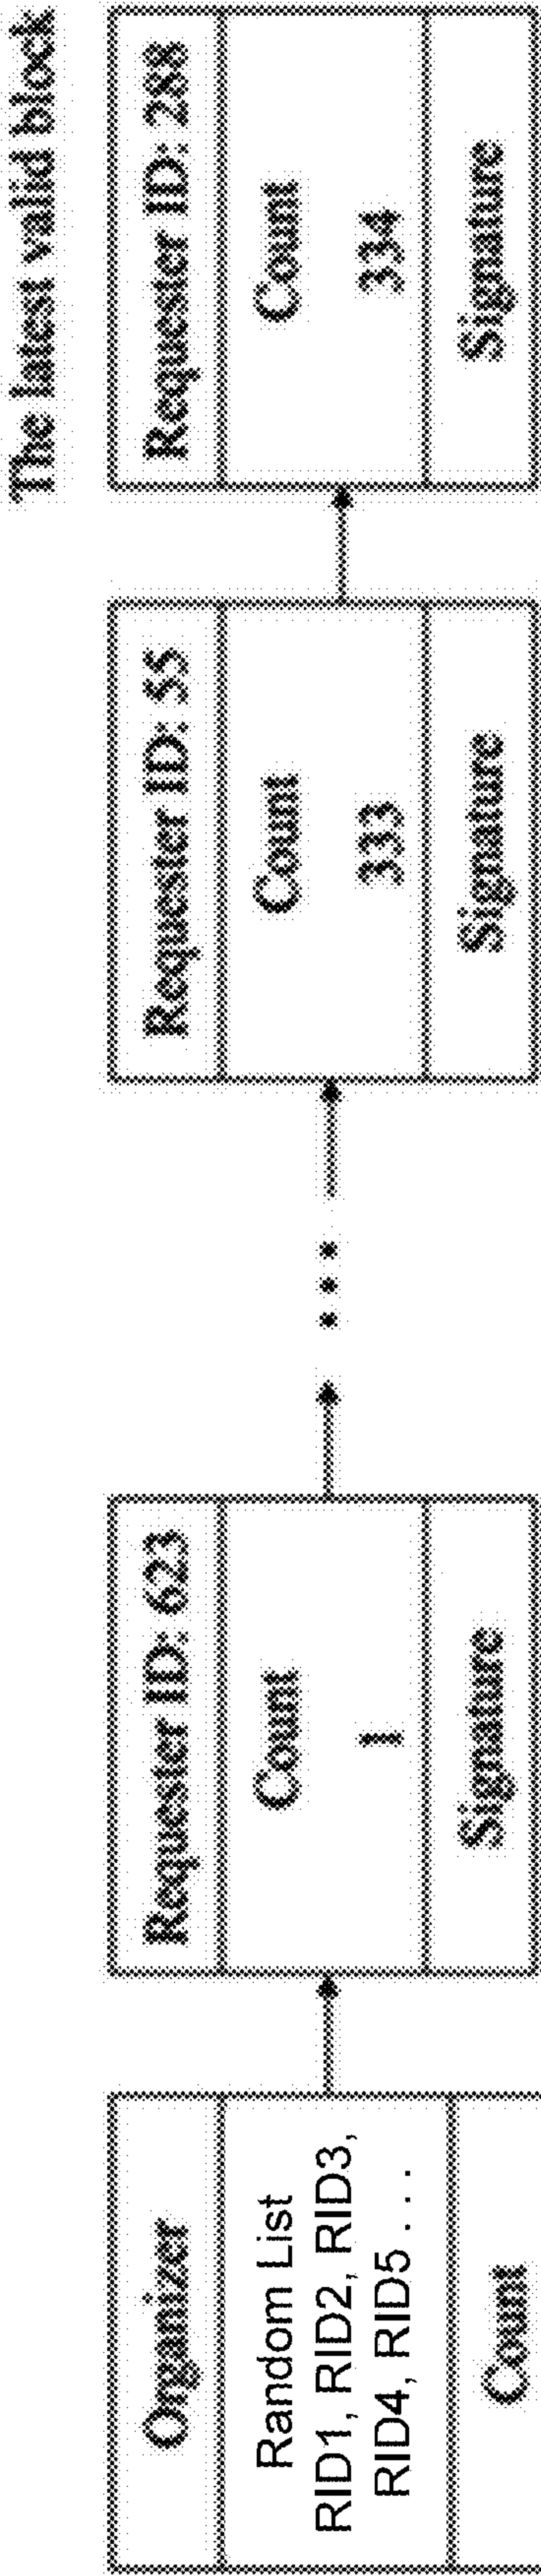 The latest valid block
Organizer
Random List
RID1, RID2, RID3,
RID4, RID5 . . .
Count
Requester ID: 623
Count
1
Signature
Requester ID: 55
Count
333
Signature
Requester ID: 288
Count
334
Signature